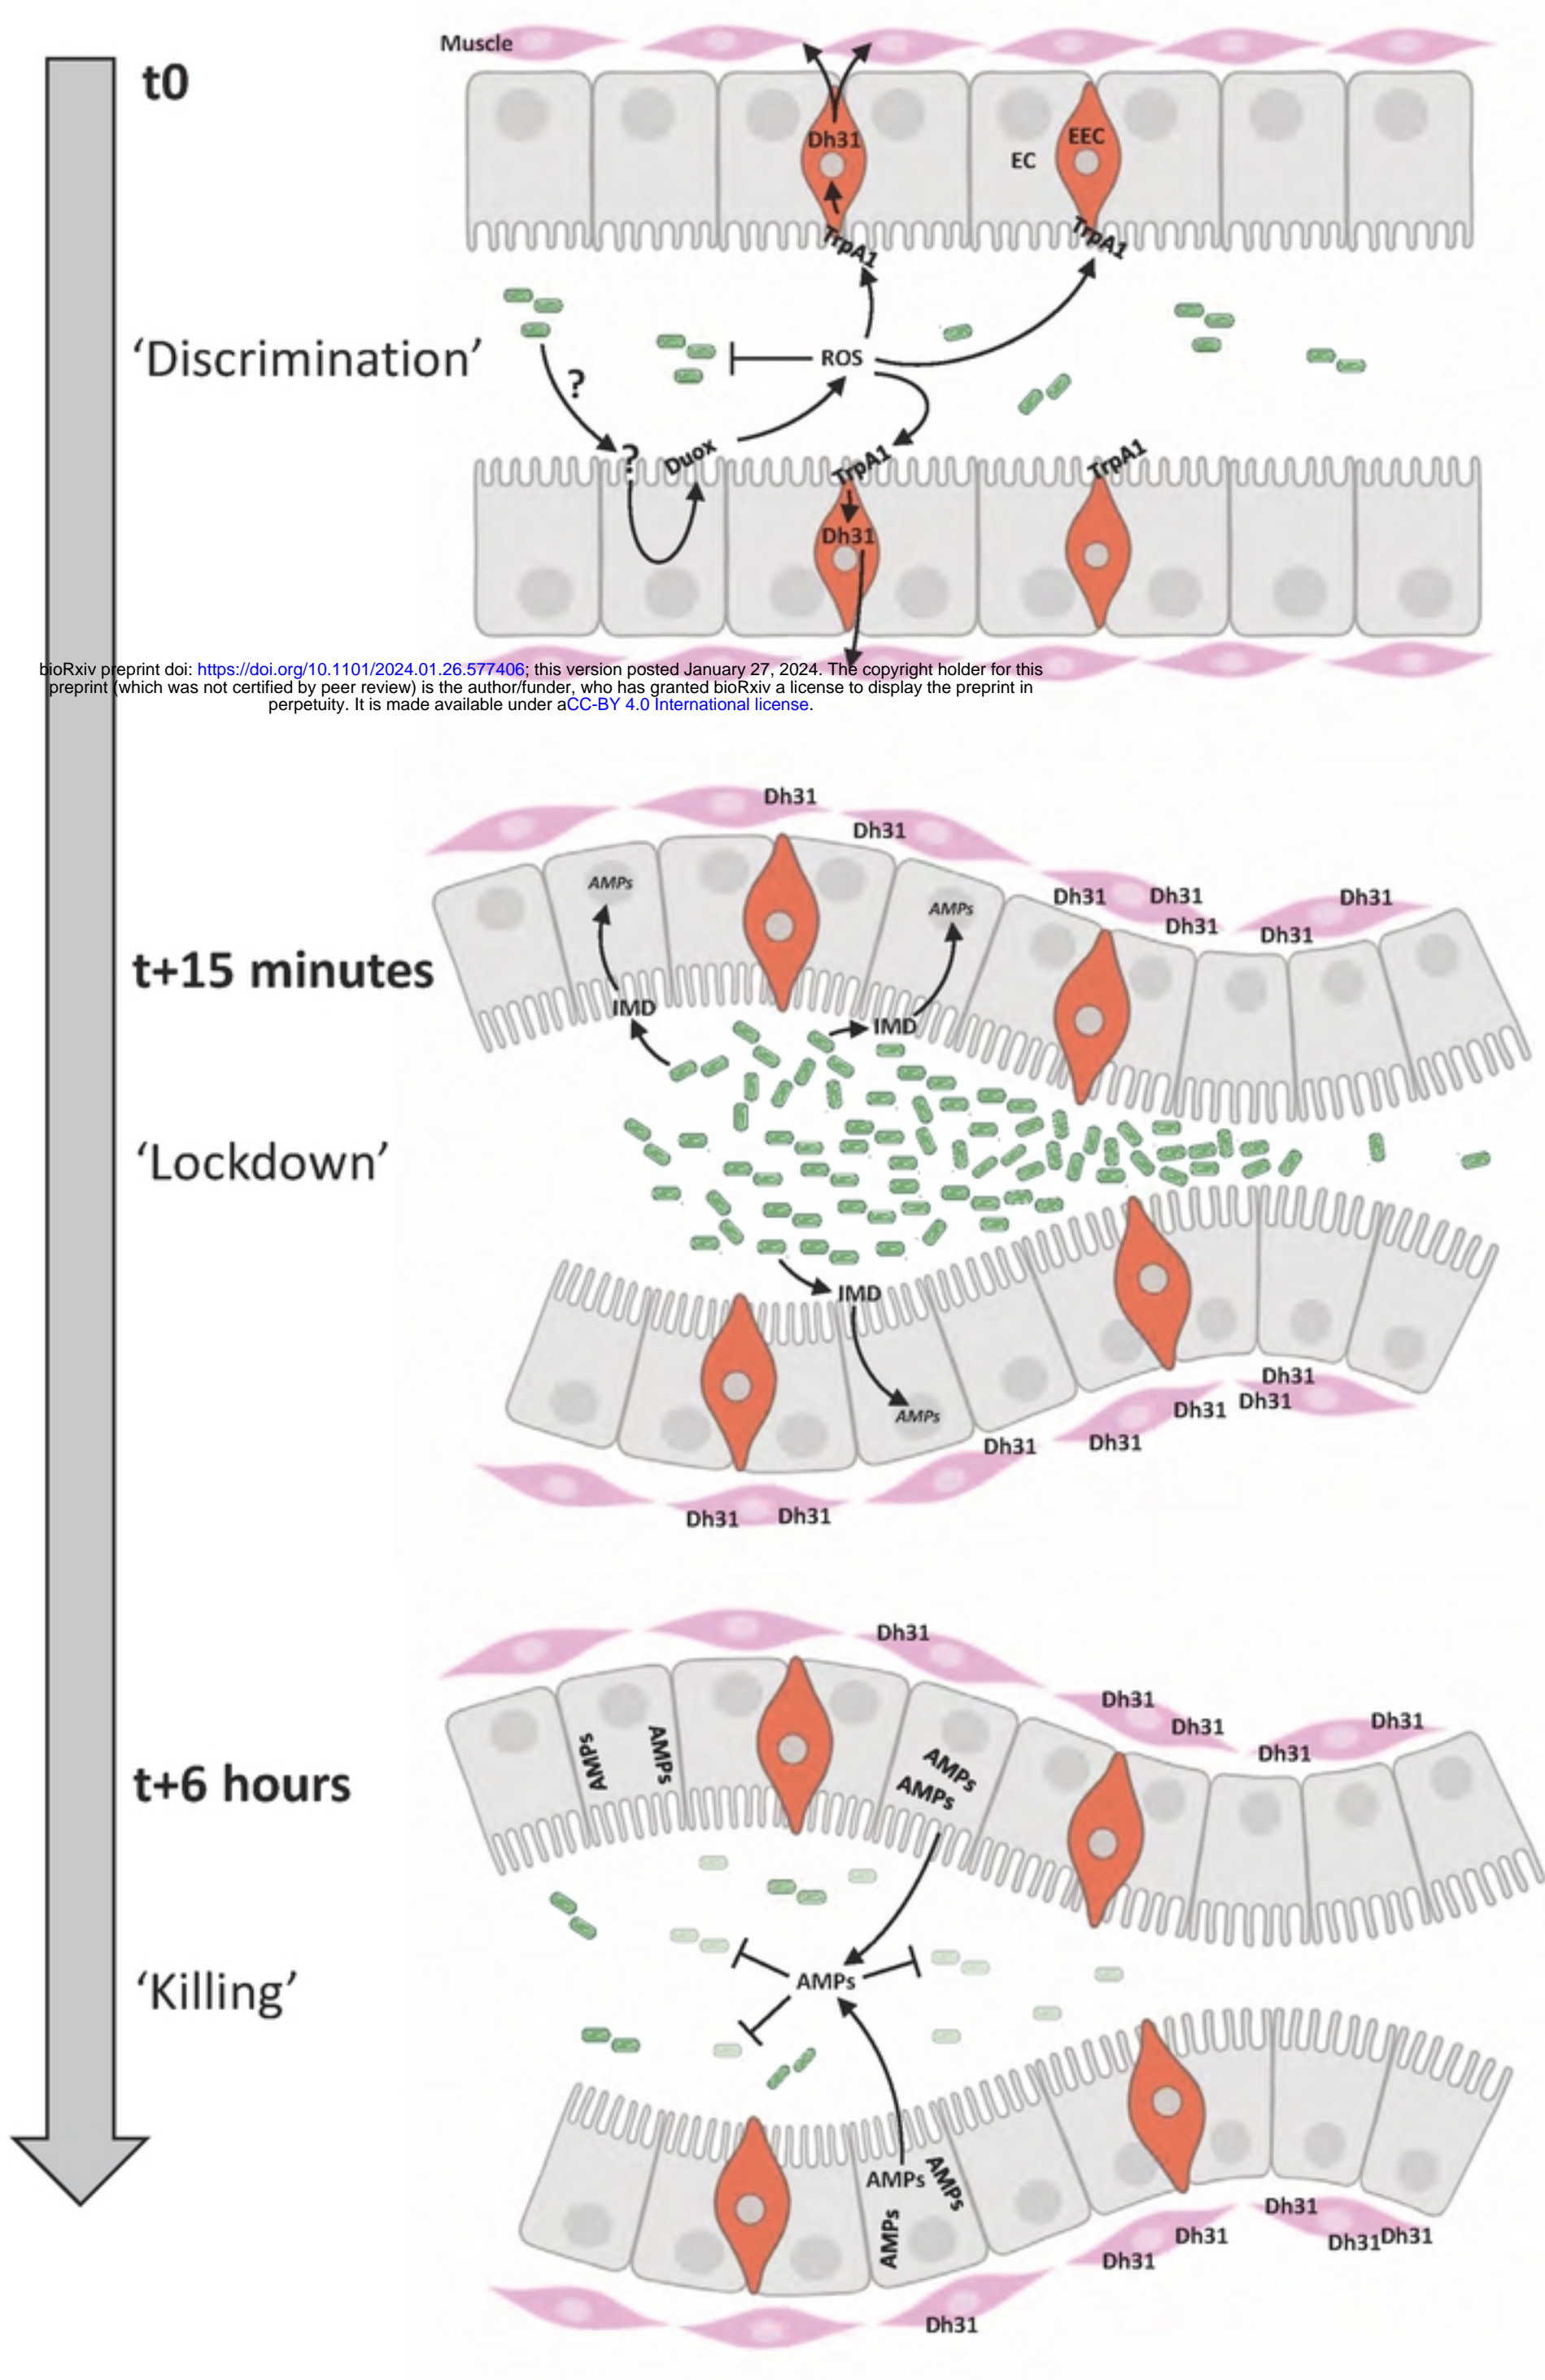 Muscle
t0
Dh31
EEC
EC
TrpA1
TrpA1
‘Discrimination’
ROS
?
?
Duox
TrpA1
TrpA1
Dh31
bioRxiv preprint doi: https://doi.org/10.1101/2024.01.26.577406; this version posted January 27, 2024. The copyright holder for this
preprint (which was not certified by peer review) is the author/funder, who has granted bioRxiv a license to display the preprint in
perpetuity. It is made available under aCC-BY 4.0 International license.
Dh31
Dh31
AMPs
Dh31
Dh31
Dh31
AMPs
Dh31
Dh31
t+15 minutes
IMD
IMD
‘Lockdown’
IMD
Dh31
Dh31
Dh31
AMPs
Dh31
Dh31
Dh31
Dh31
Dh31
Dh31
Dh31
Dh31
Dh31
Dh31
AMPs
AMPs
AMPs
AMPs
t+6 hours
AMPs
‘Killing’
AMPs
AMPs
AMPs
Dh31
Dh31
Dh31
Dh31
Dh31
Dh31